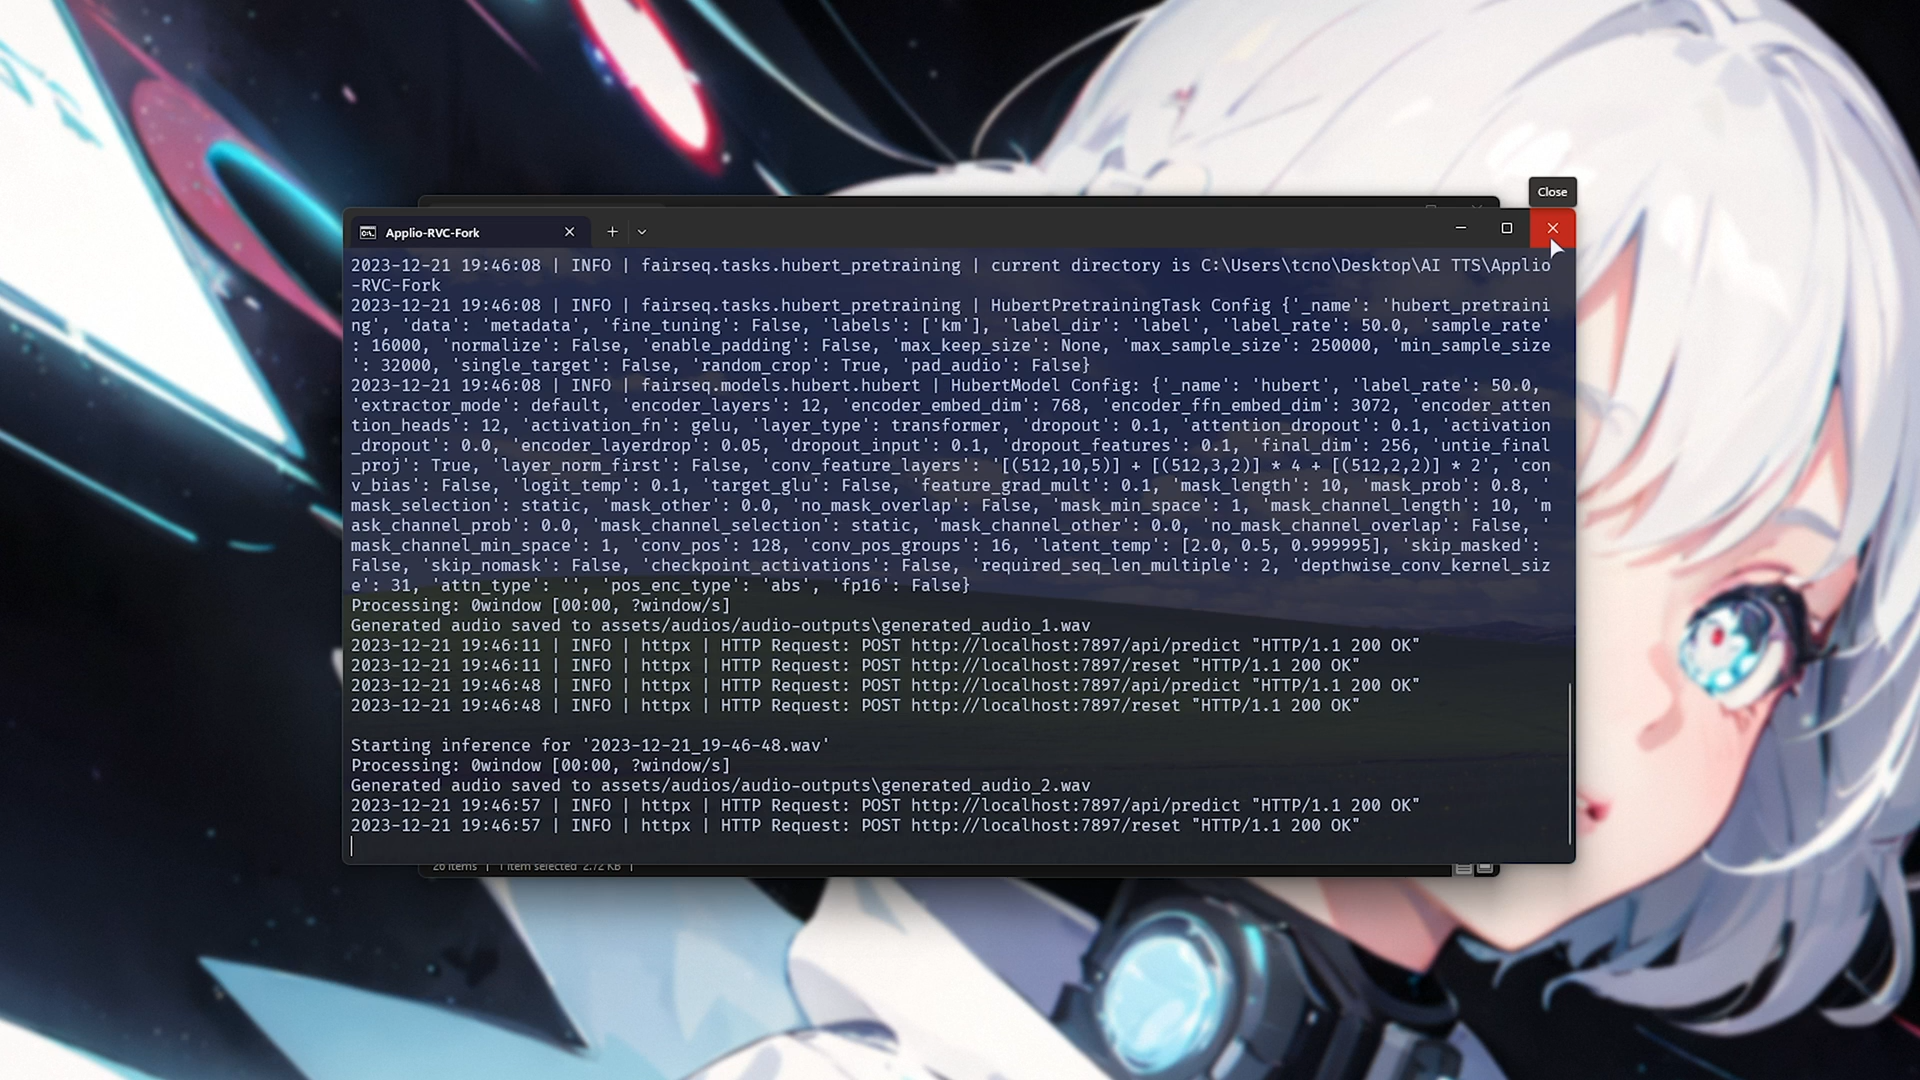 Close
Applio-RVC-Fork
2023-12-21 19:46:08 | INFO | fairseq.tasks.hubert_pretraining | current directory is C:\Users\tcno\Desktop\AI TTS\Applio
-RVC-Fork
2023-12-21 19:46:08 | INFO | fairseq.tasks.hubert_pretraining | HubertPretrainingTask Config {'_name': 'hubert_pretraini
ng', 'data': 'metadata', 'fine_tuning': False, 'labels': ['km'], 'label_dir': 'label', 'label_rate': 50.0, 'sample_rate'
: 16000, 'normalize': False, 'enable_padding': False, 'max_keep_size': None, 'max_sample_size': 250000, 'min_sample_size
': 32000, 'single_target': False, 'random_crop': True, 'pad_audio': False}
2023-12-21 19:46:08 | INFO | fairseq.models.hubert.hubert | HubertModel Config: {'_name': 'hubert', 'label_rate': 50.0,
'extractor_mode': default, 'encoder_layers': 12, 'encoder_embed_dim': 768, 'encoder_ffn_embed_dim': 3072, 'encoder_atten
tion_heads': 12, 'activation_fn': gelu, 'layer_type': transformer, 'dropout': 0.1, 'attention_dropout': 0.1, 'activation
_dropout': 0.0, 'encoder_layerdrop': 0.05, 'dropout_input': 0.1, 'dropout_features': 0.1, 'final_dim': 256, 'untie_final
_proj': True, 'layer_norm_first': False, 'conv_feature_layers': '[(512,10,5)] + [(512,3,2)] * 4 + [(512,2,2)] * 2', 'con
v_bias': False, 'logit_temp': 0.1, 'target_glu': False, 'feature_grad_mult': 0.1, 'mask_length': 10, 'mask_prob': 0.8, '
mask_selection': static, 'mask_other': 0.0, 'no_mask_overlap': False, 'mask_min_space': 1, 'mask_channel_length': 10, 'm
ask_channel_prob': 0.0, 'mask_channel_selection': static, 'mask_channel_other': 0.0, 'no_mask_channel_overlap': False, '
mask_channel_min_space': 1, 'conv_pos': 128, 'conv_pos_groups': 16, 'latent_temp': [2.0, 0.5, 0.999995], 'skip_masked':
False, 'skip_nomask': False, 'checkpoint_activations': False, 'required_seq_len_multiple': 2, 'depthwise_conv_kernel_siz
e': 31, 'attn_type': '', 'pos_enc_type': 'abs', 'fp16': False}
Processing: 0window [00:00, ?window/s]
Generated audio saved to assets/audios/audio-outputs\generated_audio_1.wav
2023-12-21 19:46:11 | INFO | httpx | HTTP Request: POST http://localhost:7897/api/predict "HTTP/1.1 200 OK"
2023-12-21 19:46:11 | INFO | httpx | HTTP Request: POST http://localhost:7897/reset "HTTP/1.1 200 OK"
2023-12-21 19:46:48 | INFO | httpx | HTTP Request: POST http://localhost:7897/api/predict "HTTP/1.1 200 OK"
2023-12-21 19:46:48 | INFO | httpx | HTTP Request: POST http://localhost:7897/reset "HTTP/1.1 200 OK"
Starting inference for '2023-12-21_19-46-48.wav'
Processing: 0window [00:00, ?window/s]
Generated audio saved to assets/audios/audio-outputs\generated_audio_2.wav
2023-12-21 19:46:57 | INFO | httpx | HTTP Request: POST http://localhost:7897/api/predict "HTTP/1.1 200 OK"
2023-12-21 19:46:57 | INFO | httpx | HTTP Request: POST http://localhost:7897/reset "HTTP/1.1 200 OK"
26 items | 1 item selected 2.72 KB |